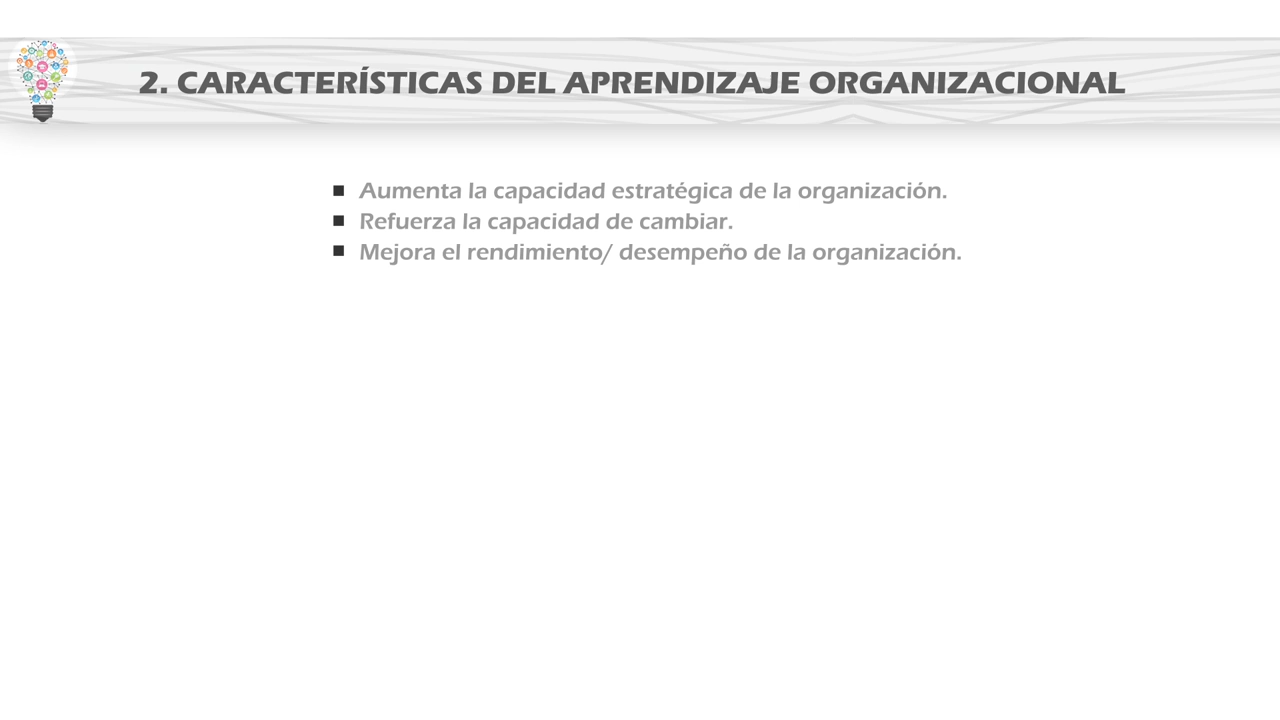 2. CARACTERÍSTICAS DEL APRENDIZAJE ORGANIZACIONAL
▪ Aumenta la capacidad estratégica de la organización.
▪ Refuerza la capacidad de cambiar.
▪ Mejora el rendimiento/ desempeño de la organización.